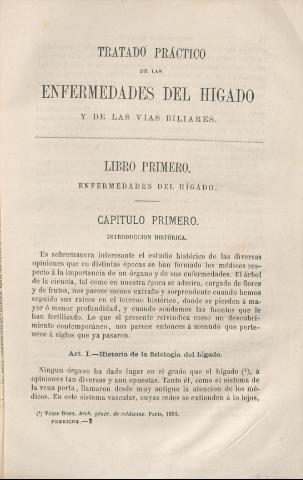 TRATADO PRÁCTICO
DE LAS
ENFERMEDADES DEL HIGADO
Y DE LAS VIAS BILIARES.
LIBRO PRIMERO.
ENFERMEDADES DEL HÍGADO.
CAPITULO PRIMERO.
INTRODUCCION HISTÓRICA.
Es sobremanera interesante el estudio histórico de las diversas
opiniones que en distintas épocas se han formado los médicos res-
pecto á la importancia de un órgano y de sus enfermedades. El árbol
de la ciencia, tal como en nuestra época se admira, cargado de flores
y de frutos, nos parece menos extraño y sorprendente cuando hemos
seguido sus raices en el terreno histórico, donde se pierden á ma-
yor ó menor profundidad, y cuando sondamos las fuentes que le
han fertilizado. Lo que el presente reivindica como un descubri-
miento contemporáneo, nos parece entonces á menudo que perte-
nece á siglos que ya pasaron.
Art. I.—Historia de la fisiología del hígado.
Ningun órgano ha dado lugar en el grado que el hígado (¹), á
opiniones tan diversas y aun opuestas. Tanto él, como el sistema de
la vena porta, llamaron desde muy antiguo la atencion de los mé-
dicos. En este sistema vascular, cuyas redes se extienden á lo lejos,
(¹) Véase Beau, Arch. génér. de médecine. Paris, 1851.
FRERICHS.—2